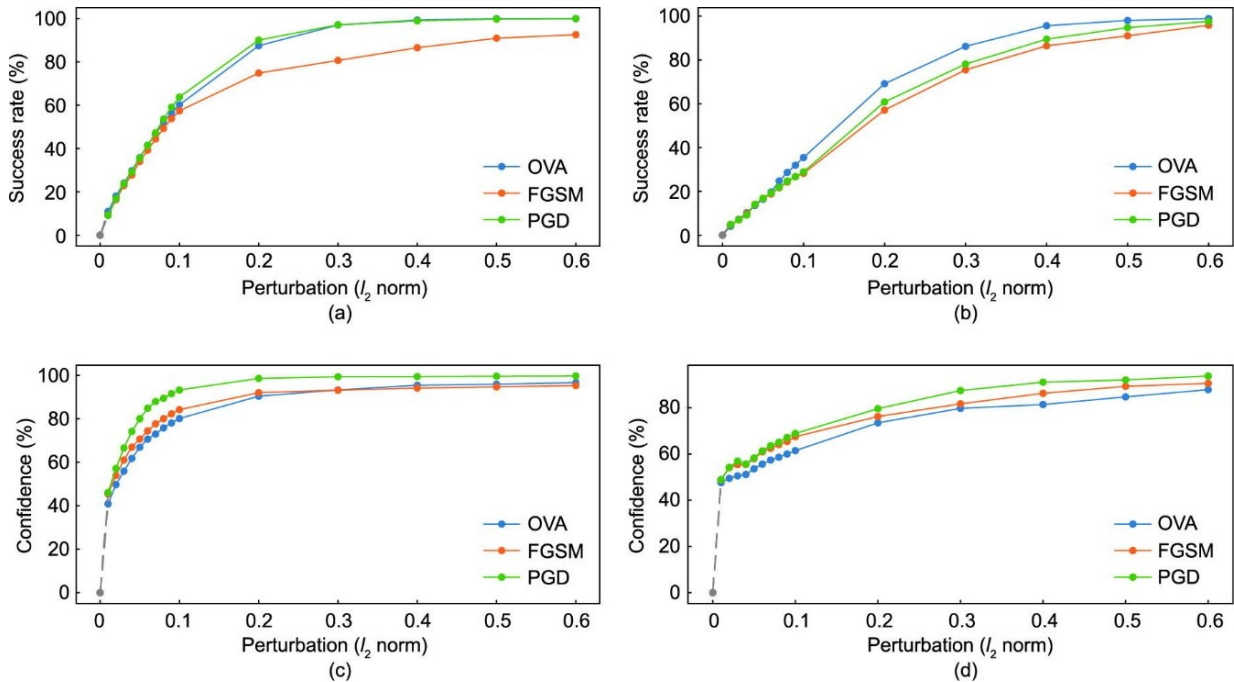 100
80
60
40
20
0
Success rate (%)
OVA
FGSM
PGD
0 0.1 0.2 0.3 0.4 0.5 0.6
Perturbation (l2 norm)
(a)
100
80
60
40
20
0
Success rate (%)
OVA
FGSM
PGD
0 0.1 0.2 0.3 0.4 0.5 0.6
Perturbation (l2 norm)
(b)
100
80
60
40
20
0
Confidence (%)
OVA
FGSM
PGD
0 0.1 0.2 0.3 0.4 0.5 0.6
Perturbation (l2 norm)
(c)
80
60
40
20
0
Confidence (%)
OVA
FGSM
PGD
0 0.1 0.2 0.3 0.4 0.5 0.6
Perturbation (l2 norm)
(d)